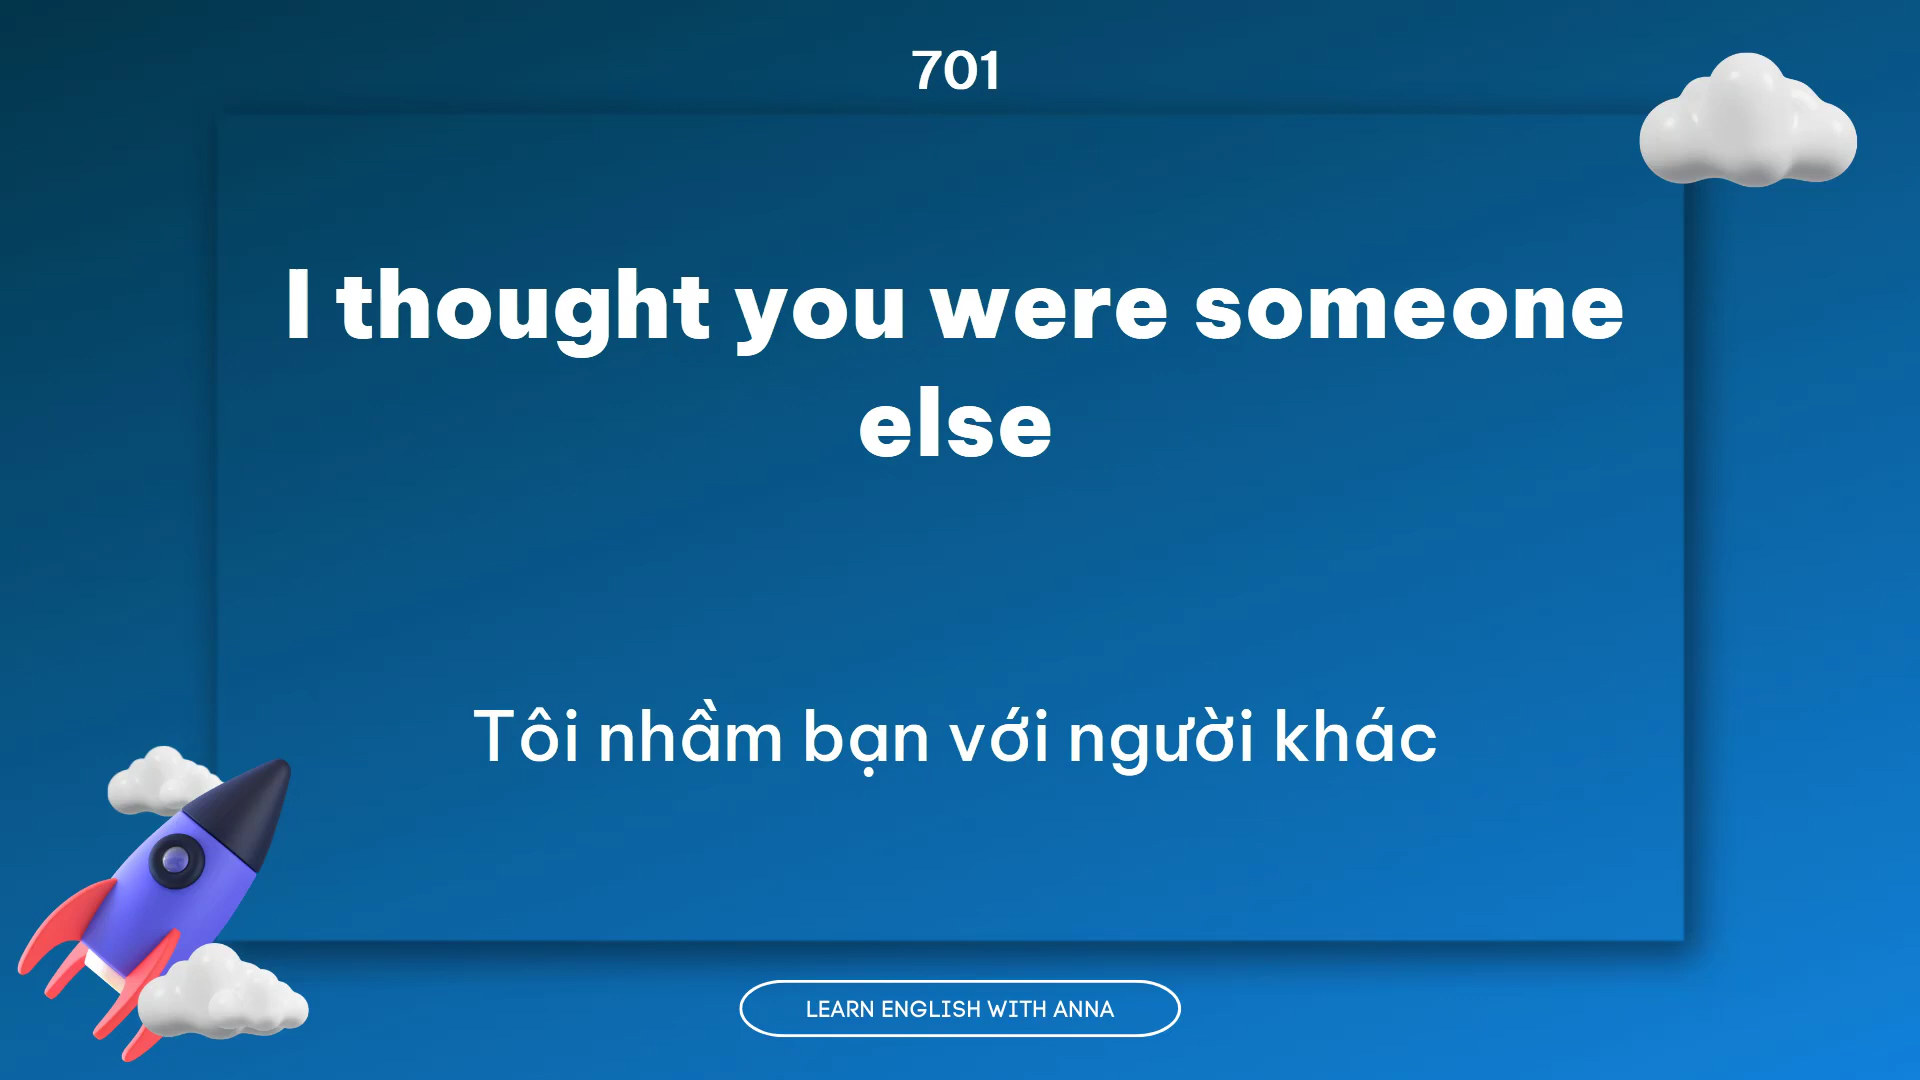 701
I thought you were someone
else
Tôi nhầm bạn với người khác
LEARN ENGLISH WITH ANNA